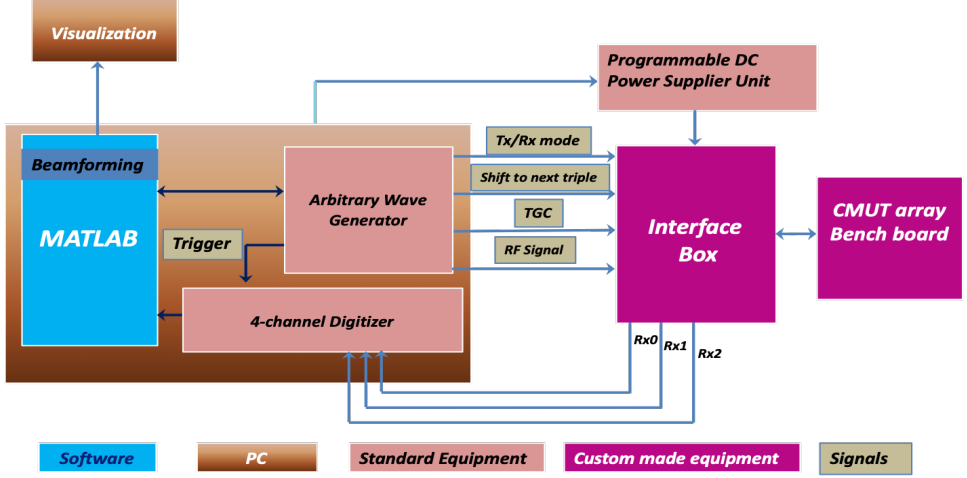 Visualization
Programmable DC
Power Supplier Unit
Beamforming
MATLAB
Trigger
Arbitrary Wave
Generator
4-channel Digitizer
Tx/Rx mode
Shift to next triple
TGC
RF Signal
Interface
Box
CMUT array
Bench board
Rx0
Rx1
Rx2
Software
PC
Standard Equipment
Custom made equipment
Signals